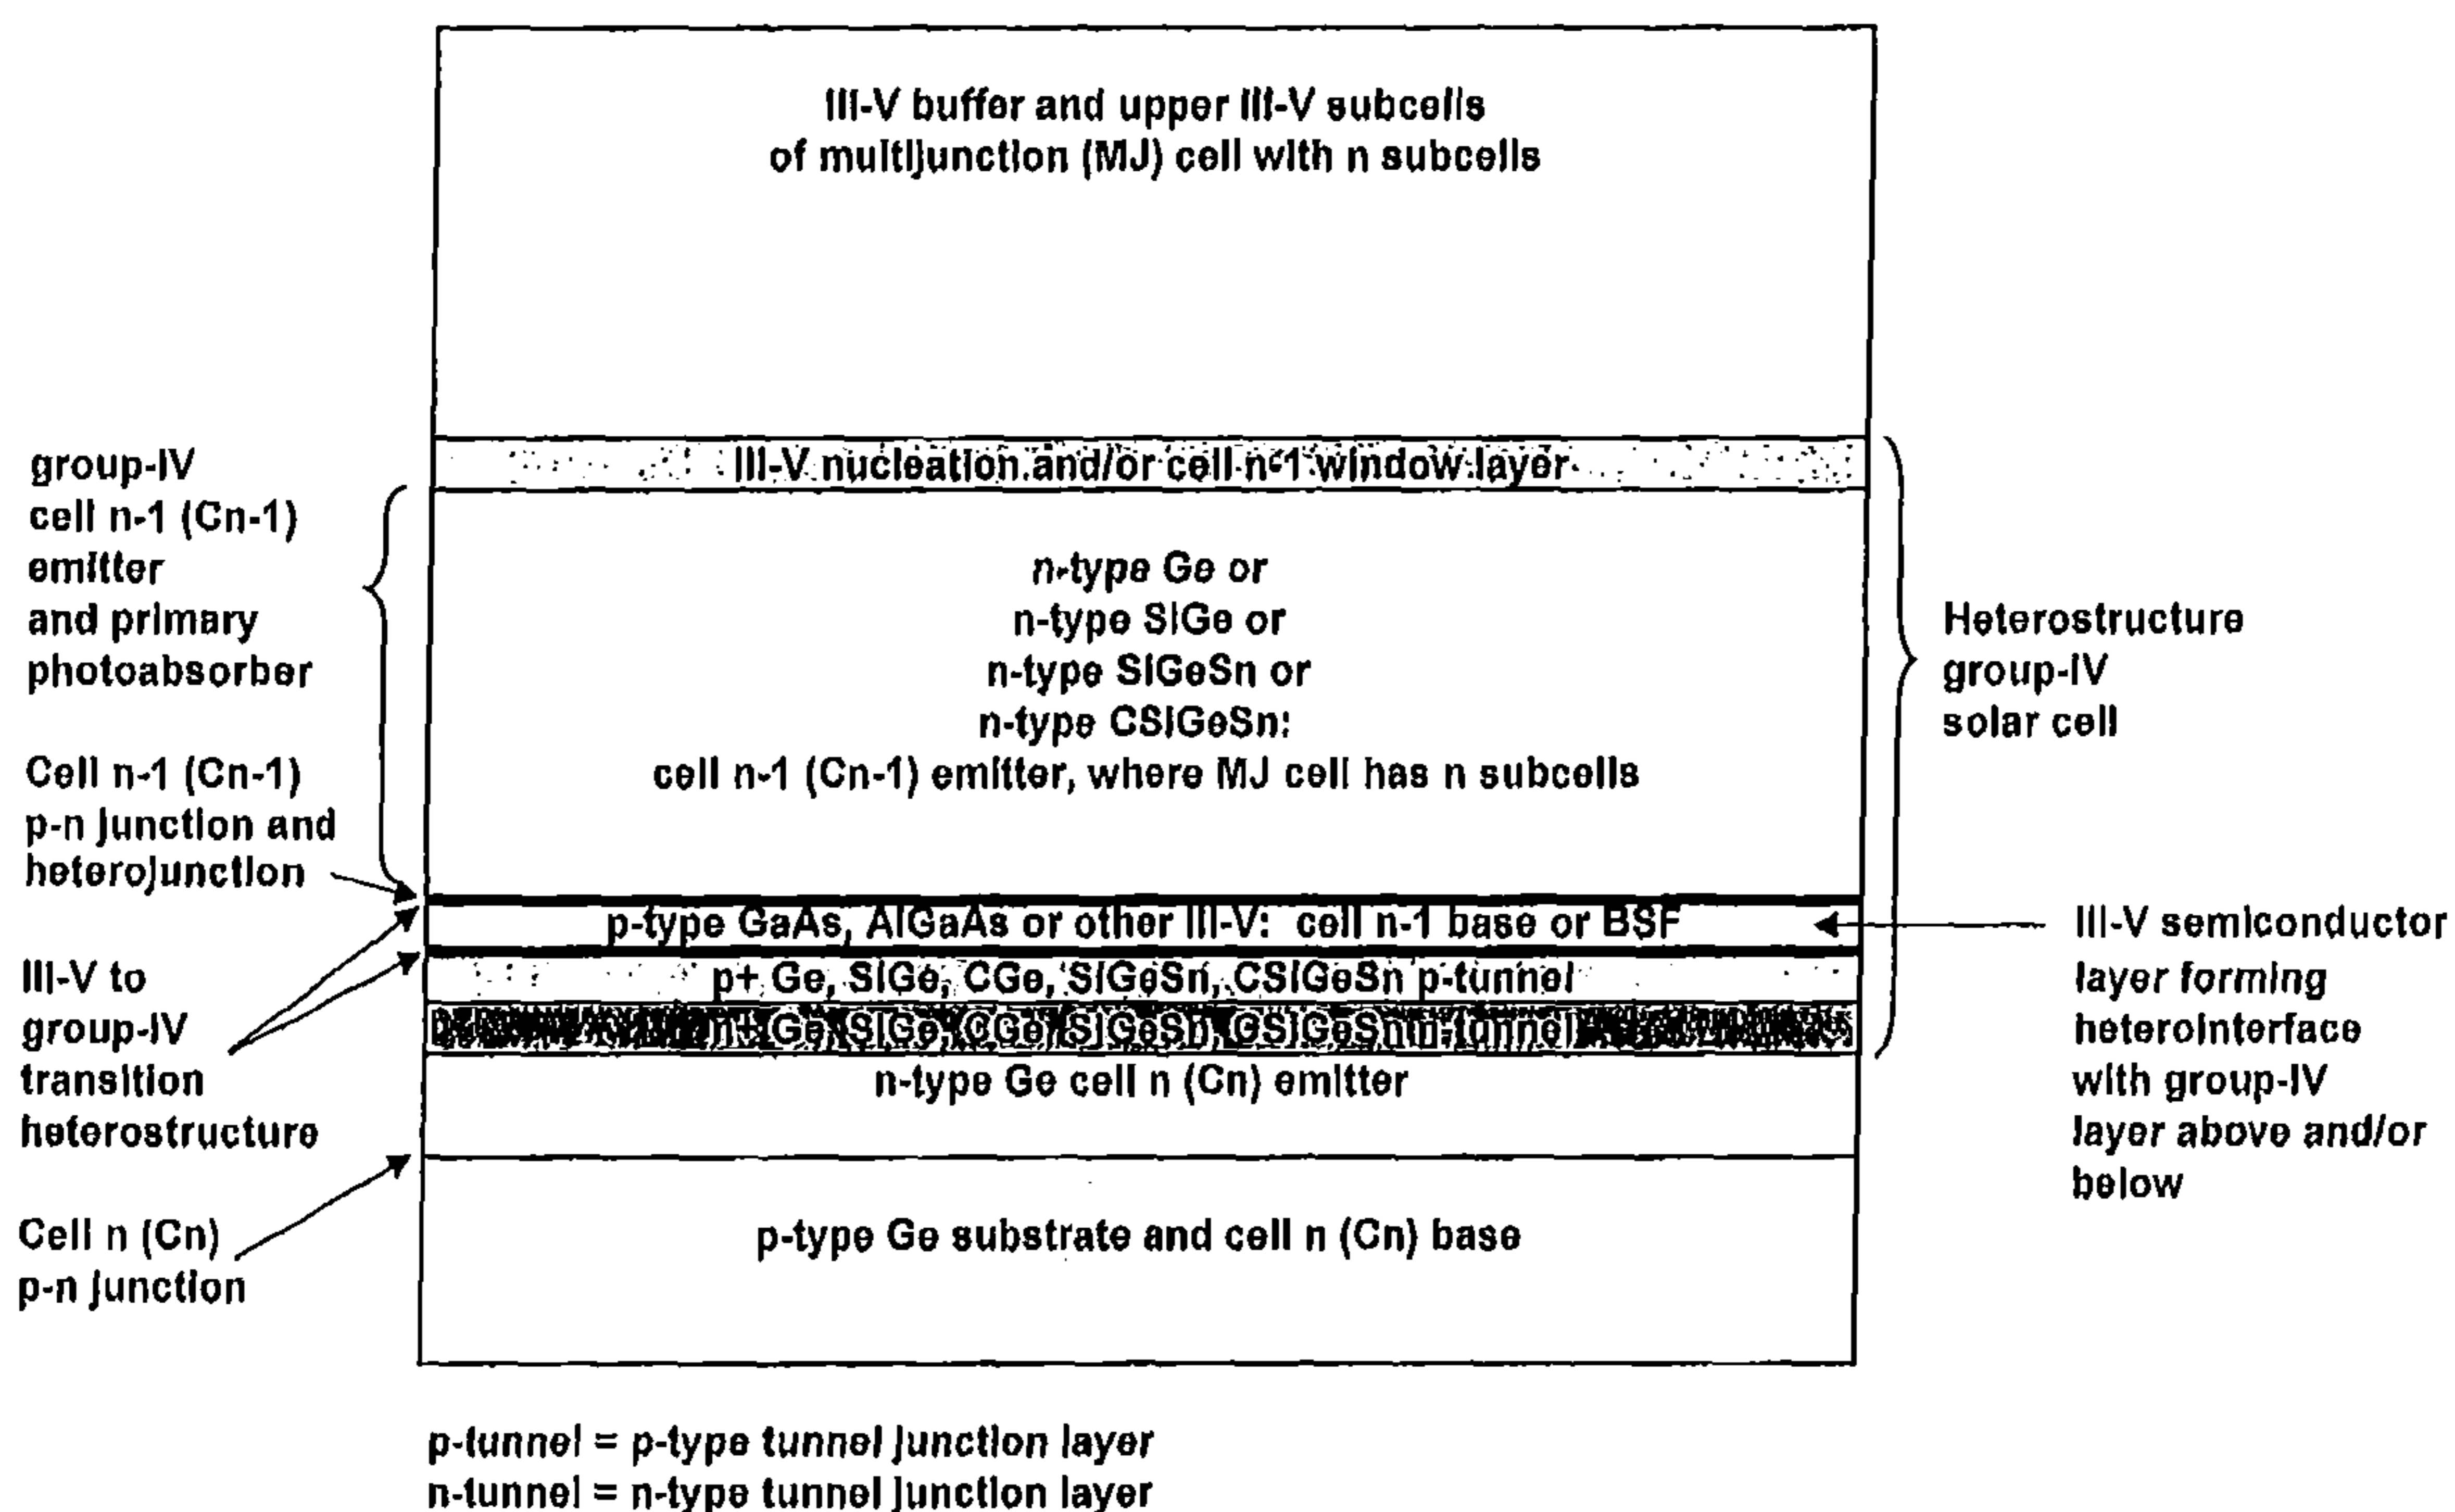 III-V buffer and upper III-V subcells
of multijunction (MJ) cell with n subcells
III-V nucleation and/or cell n-1 window layer
n-type Ge or
n-type SiGe or
n-type SiGeSn or
n-type CSiGeSn:
cell n-1 (Cn-1) emitter, where MJ cell has n subcells
p-type GaAs, AlGaAs or other III-V: cell n-1 base or BSF
p+ Ge, SiGe, CGe, SiGeSn, CSiGeSn p-tunnel
n+ Ge, SiGe, CGe, SiGeSn, CSiGeSn n-tunnel
n-type Ge cell n (Cn) emitter
p-type Ge substrate and cell n (Cn) base
group-IV
cell n-1 (Cn-1)
emitter
and primary
photoabsorber
Cell n-1 (Cn-1)
p-n junction and
heterojunction
III-V to
group-IV
transition
heterostructure
Cell n (Cn)
p-n junction
Heterostructure
group-IV
solar cell
III-V semiconductor
layer forming
heterointerface
with group-IV
layer above and/or
below
p-tunnel = p-type tunnel junction layer
n-tunnel = n-type tunnel junction layer